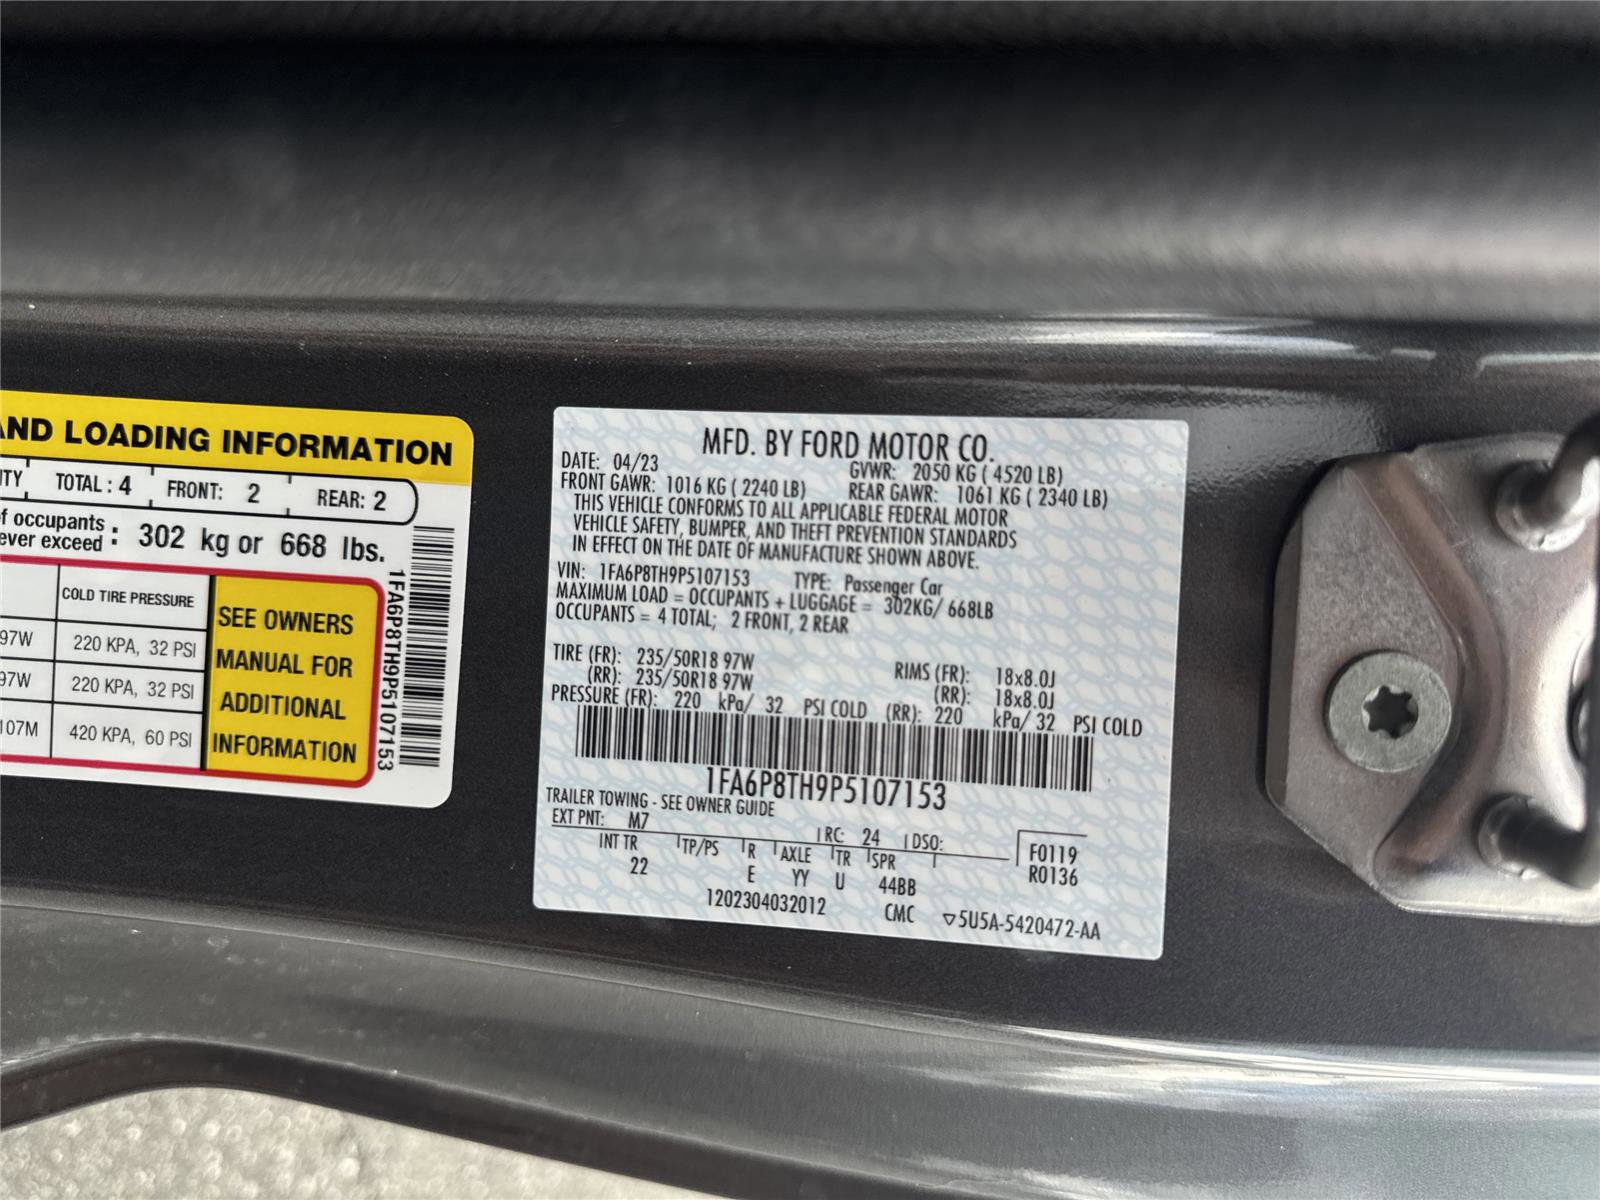 AND LOADING INFORMATION
TOTAL : 4 FRONT: 2 REAR: 2
of occupants
ever exceed : 302 kg or 668 lbs.
COLD TIRE PRESSURE
97W 220 KPA, 32 PSI
97W 220 KPA, 32 PSI
107M 420 KPA, 60 PSI
SEE OWNERS
MANUAL FOR
ADDITIONAL
INFORMATION
1FA6P8TH9P5107153
MFD. BY FORD MOTOR CO.
DATE: 04/23 GVWR: 2050 KG ( 4520 LB)
FRONT GAWR: 1016 KG ( 2240 LB) REAR GAWR: 1061 KG ( 2340 LB)
THIS VEHICLE CONFORMS TO ALL APPLICABLE FEDERAL MOTOR
VEHICLE SAFETY, BUMPER, AND THEFT PREVENTION STANDARDS
IN EFFECT ON THE DATE OF MANUFACTURE SHOWN ABOVE.
VIN: 1FA6P8TH9P5107153 TYPE: Passenger Car
MAXIMUM LOAD = OCCUPANTS + LUGGAGE = 302KG/ 668LB
OCCUPANTS = 4 TOTAL; 2 FRONT, 2 REAR
TIRE (FR): 235/50R18 97W RIMS (FR): 18x8.0J
(RR): 235/50R18 97W (RR): 18x8.0J
PRESSURE (FR): 220 kPa/ 32 PSI COLD (RR): 220 kPa/ 32 PSI COLD
1FA6P8TH9P5107153
TRAILER TOWING - SEE OWNER GUIDE
EXT PNT: M7 RC: 24 DSO:
INT TR TP/PS R AXLE TR SPR
22 E YY U 44BB
F0119
R0136
1202304032012 CMC ▽5U5A-5420472-AA